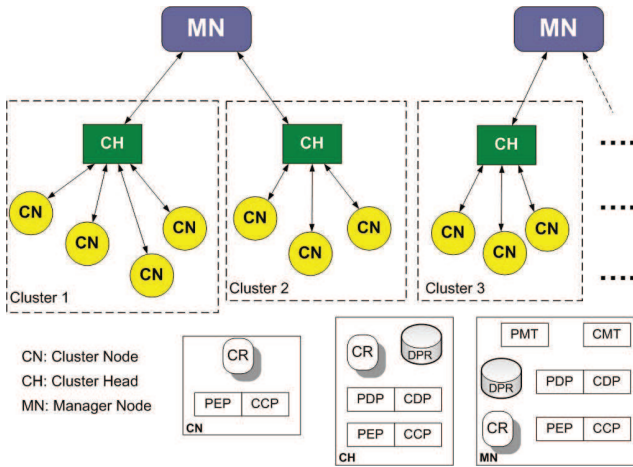 MN MN
CH CH CH
CN CN CN CN CN CN CN CN CN CN
Cluster 1 Cluster 2 Cluster 3
CN: Cluster Node
CH: Cluster Head
MN: Manager Node
CR
PEP CCP
CN
CR DPR
PDP CDP
PEP CCP
CH
PMT CMT
DPR PDP CDP
CR PEP CCP
MN